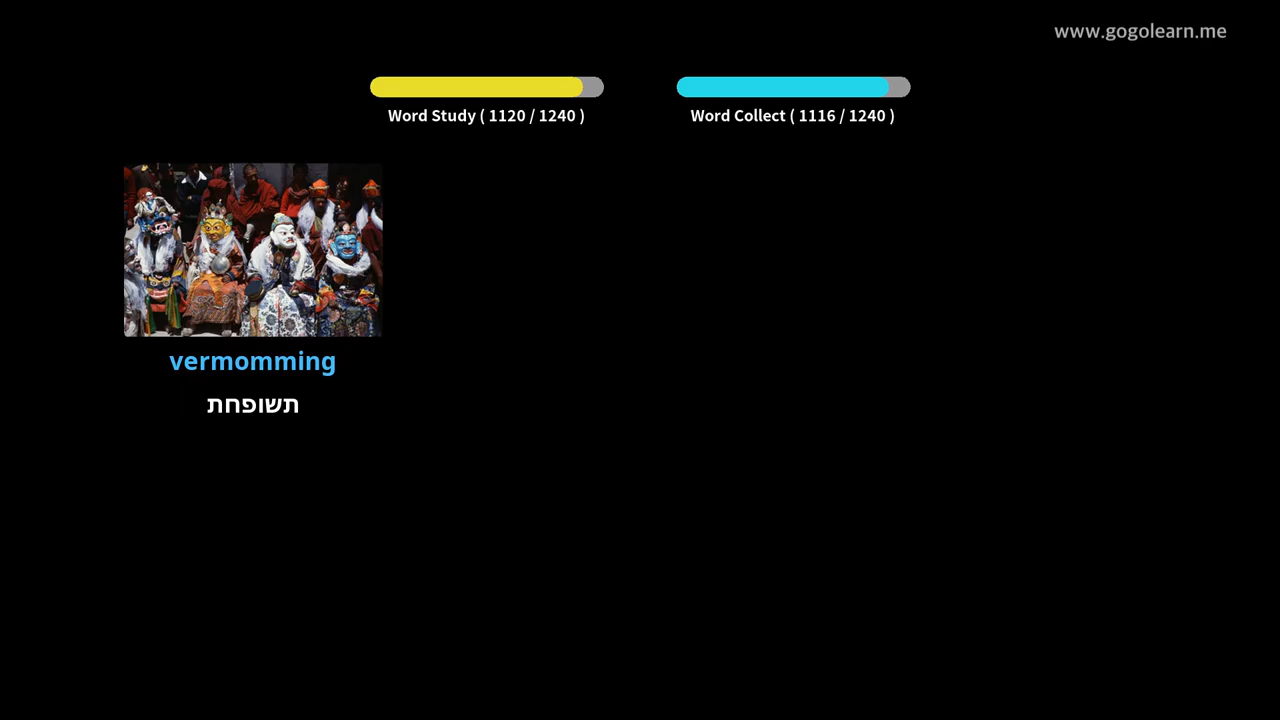 www.gogolearn.me
Word Study ( 1120 / 1240 )
Word Collect ( 1116 / 1240 )
vermomming
תשופחת